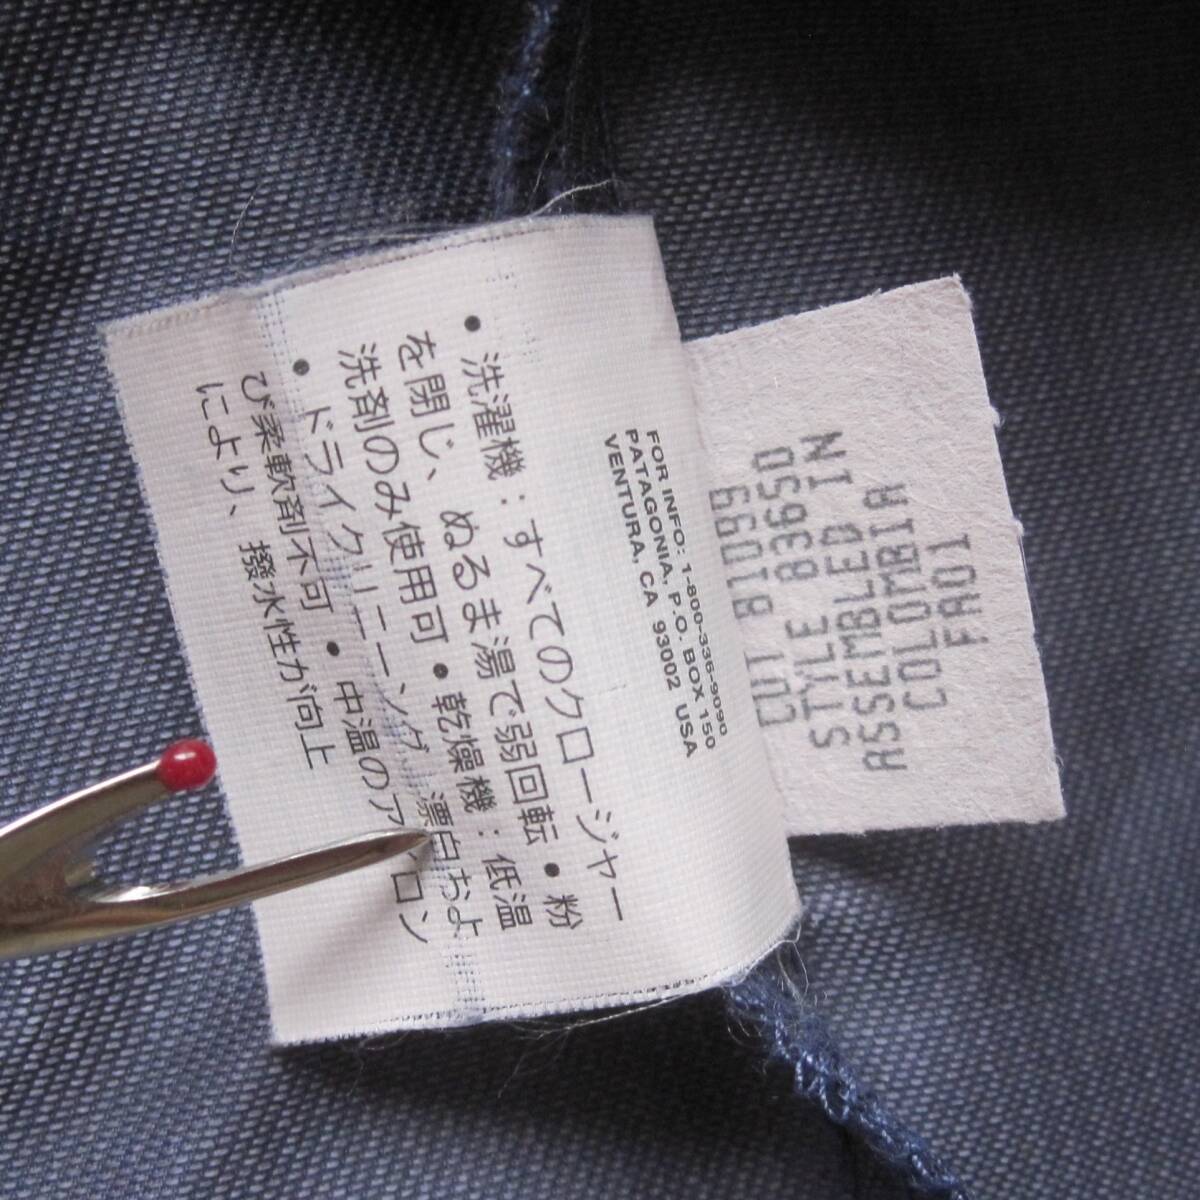 • 洗濯機：すべてのクロージャー
を閉じ、ぬるま湯で弱回転 • 粉
洗剤のみ使用可 • 乾燥機：低温
• ドライクリーニング 漂白およ
び柔軟剤不可 • 中温のアイロン
により、撥水性が向上
FOR INFO: 1-800-336-9090
PATAGONIA, P.O. BOX 150
VENTURA, CA 93002 USA
CUT 81099
STYLE 83650
ASSEMBLED IN
COLOMBIA
FA01